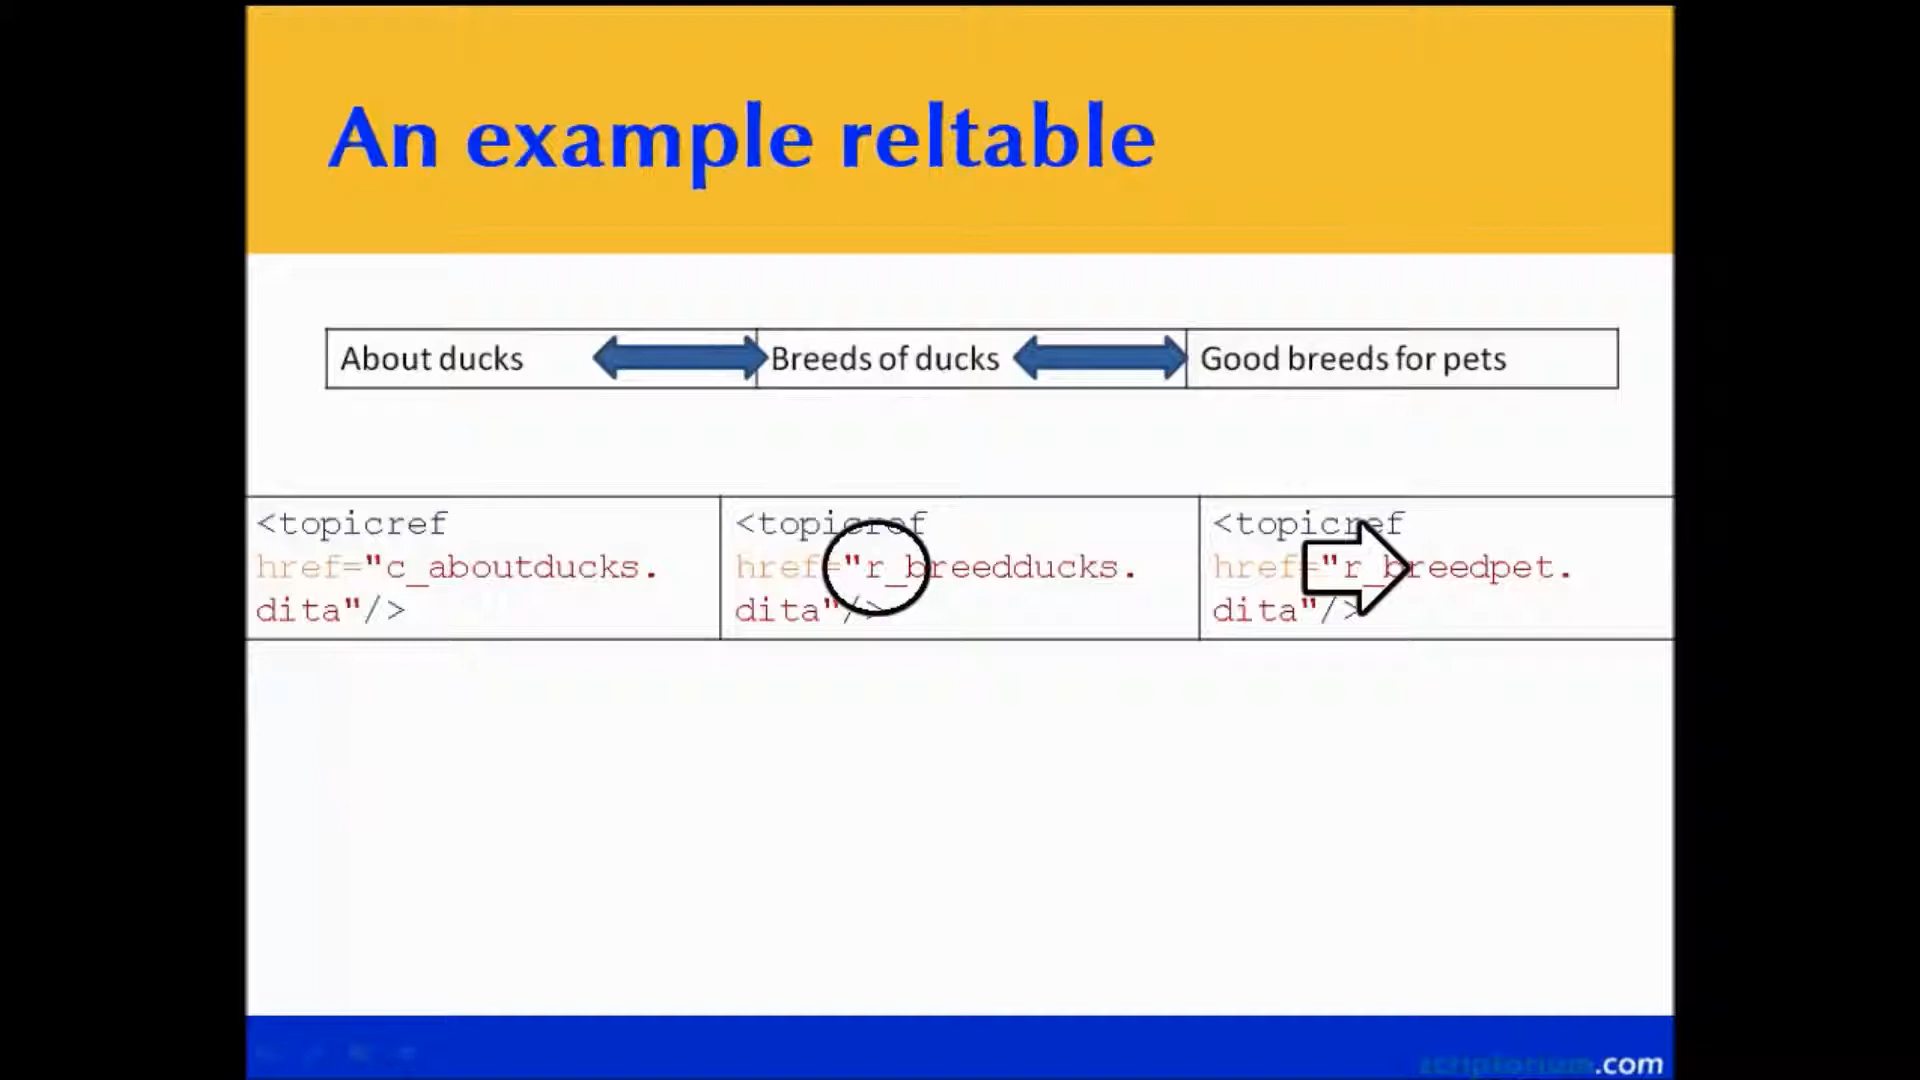 An example reltable
About ducks Breeds of ducks Good breeds for pets
<topicref
href="c_aboutducks.
dita"/>
<topicref
href="r_breedducks.
dita"/>
<topicref
href="r_breedpet.
dita"/>
scriptorium.com